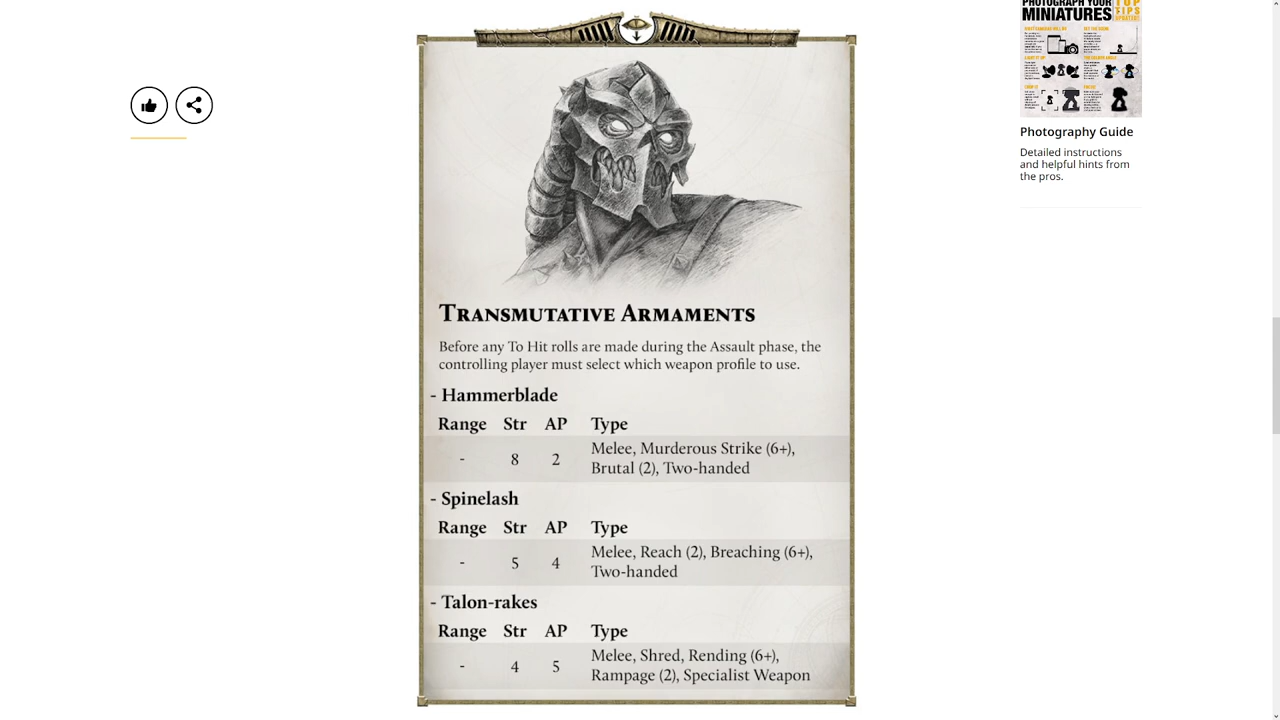 TRANSMUTATIVE ARMAMENTS
Before any To Hit rolls are made during the Assault phase, the
controlling player must select which weapon profile to use.
- Hammerblade
Range Str AP Type
- 8 2 Melee, Murderous Strike (6+),
Brutal (2), Two-handed
- Spinelash
Range Str AP Type
- 5 4 Melee, Reach (2), Breaching (6+),
Two-handed
- Talon-rakes
Range Str AP Type
- 4 5 Melee, Shred, Rending (6+),
Rampage (2), Specialist Weapon
PHOTOGRAPH YOUR
MINIATURES
TOP
TIPS
Photography Guide
Detailed instructions
and helpful hints from
the pros.